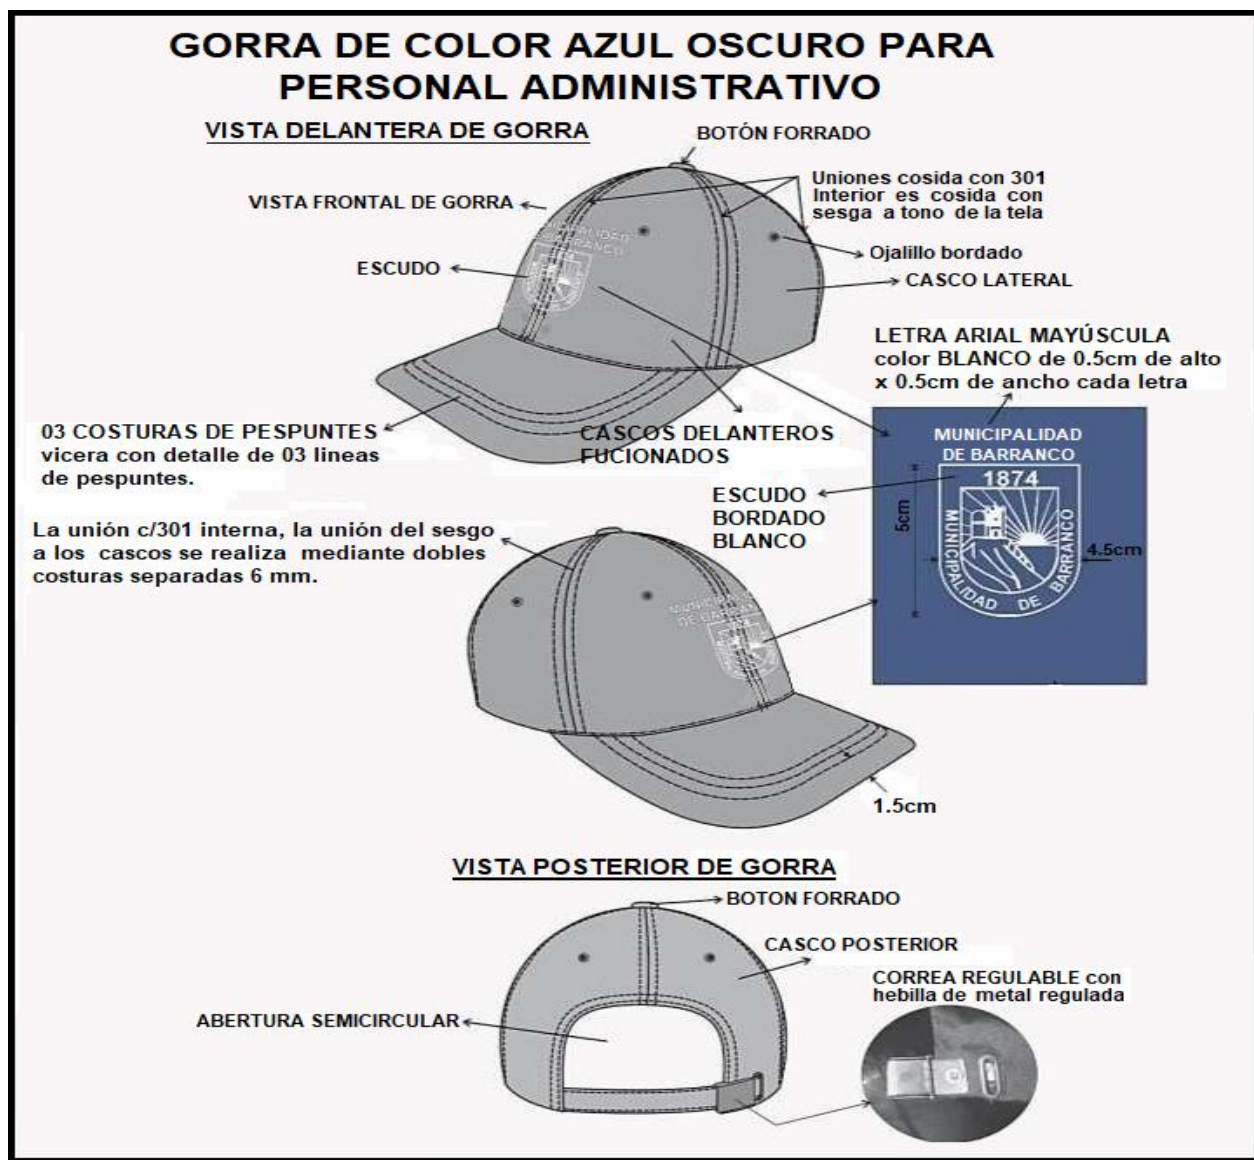 GORRA DE COLOR AZUL OSCURO PARA
PERSONAL ADMINISTRATIVO
VISTA DELANTERA DE GORRA
BOTÓN FORRADO
VISTA FRONTAL DE GORRA
Uniones cosida con 301
Interior es cosida con
sesga a tono de la tela
ESCUDO
Ojalillo bordado
CASCO LATERAL
LETRA ARIAL MAYÚSCULA
color BLANCO de 0.5cm de alto
x 0.5cm de ancho cada letra
03 COSTURAS DE PESPUNTES
vicera con detalle de 03 lineas
de pespuntes.
CASCOS DELANTEROS
FUCIONADOS
MUNICIPALIDAD
DE BARRANCO
1874
MUNICIPALIDAD DE BARRANCO
5cm
4.5cm
ESCUDO
BORDADO
BLANCO
La unión c/301 interna, la unión del sesgo
a los cascos se realiza mediante dobles
costuras separadas 6 mm.
1.5cm
VISTA POSTERIOR DE GORRA
BOTON FORRADO
CASCO POSTERIOR
CORREA REGULABLE con
hebilla de metal regulada
ABERTURA SEMICIRCULAR